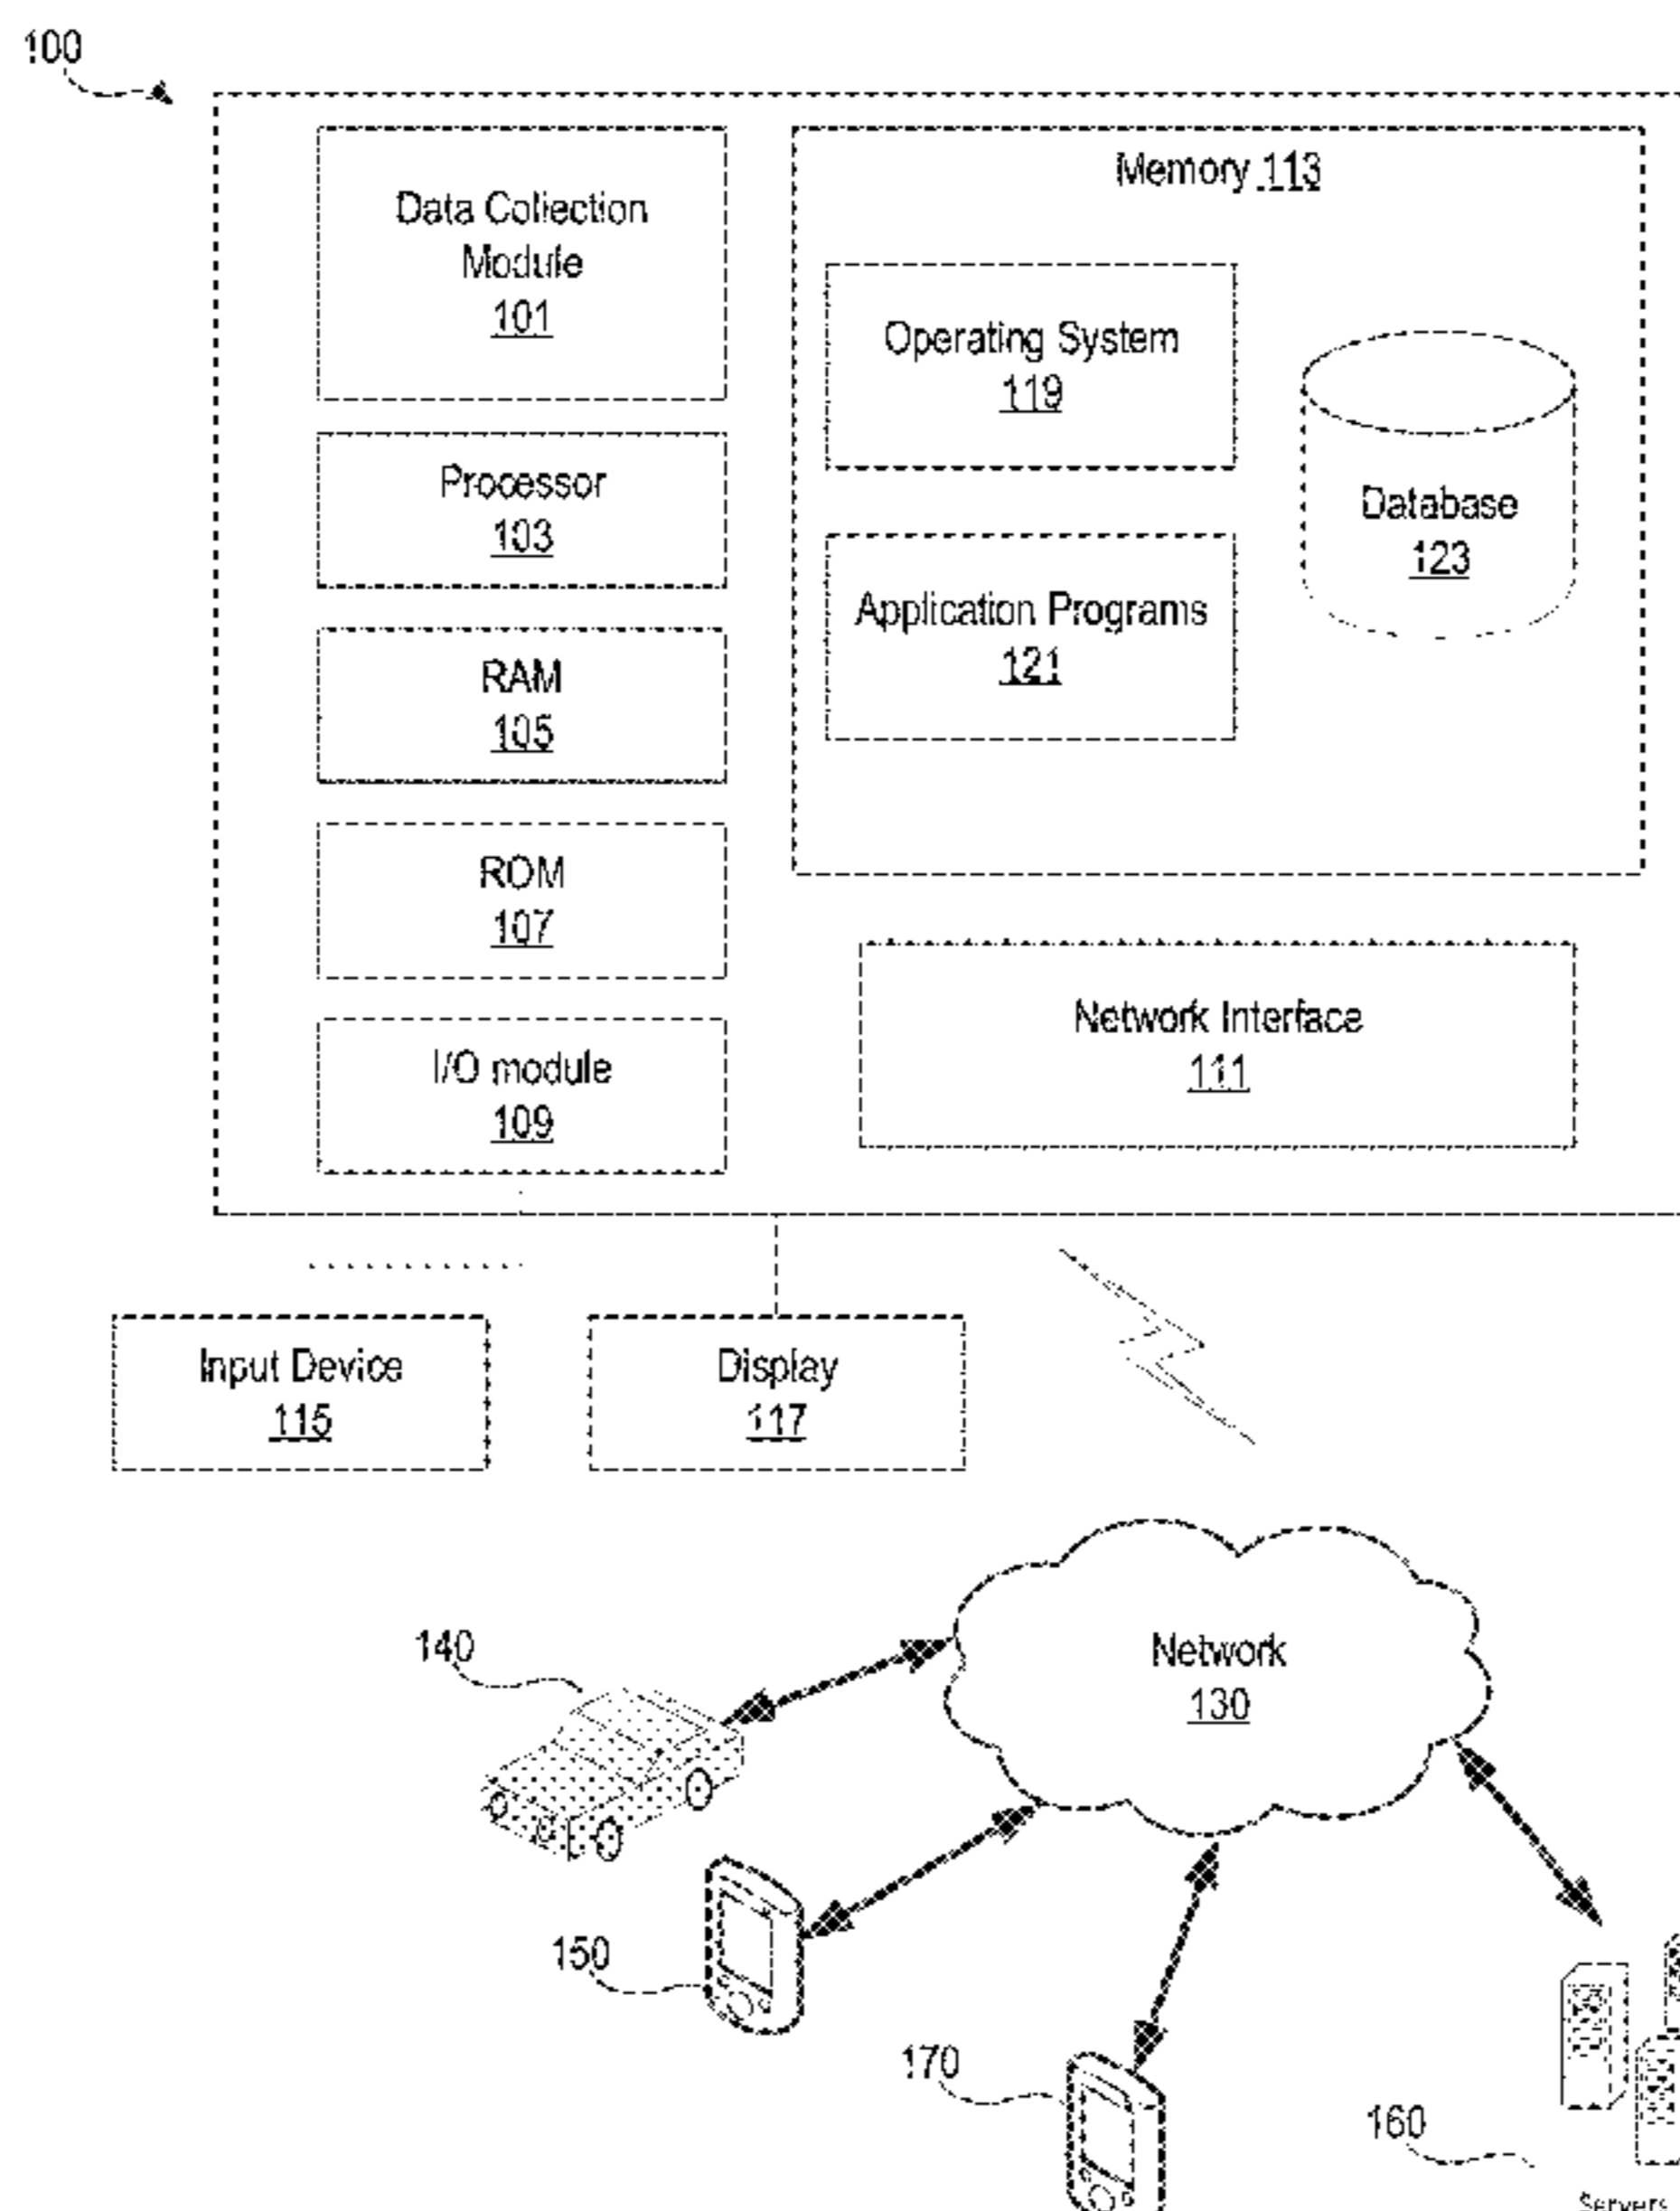 100
Data Collection
Module
101
Processor
103
RAM
105
ROM
107
I/O module
109
Memory 113
Operating System
119
Application Programs
121
Database
123
Network Interface
111
Input Device
115
Display
117
Network
130
140
150
170
160
Servers